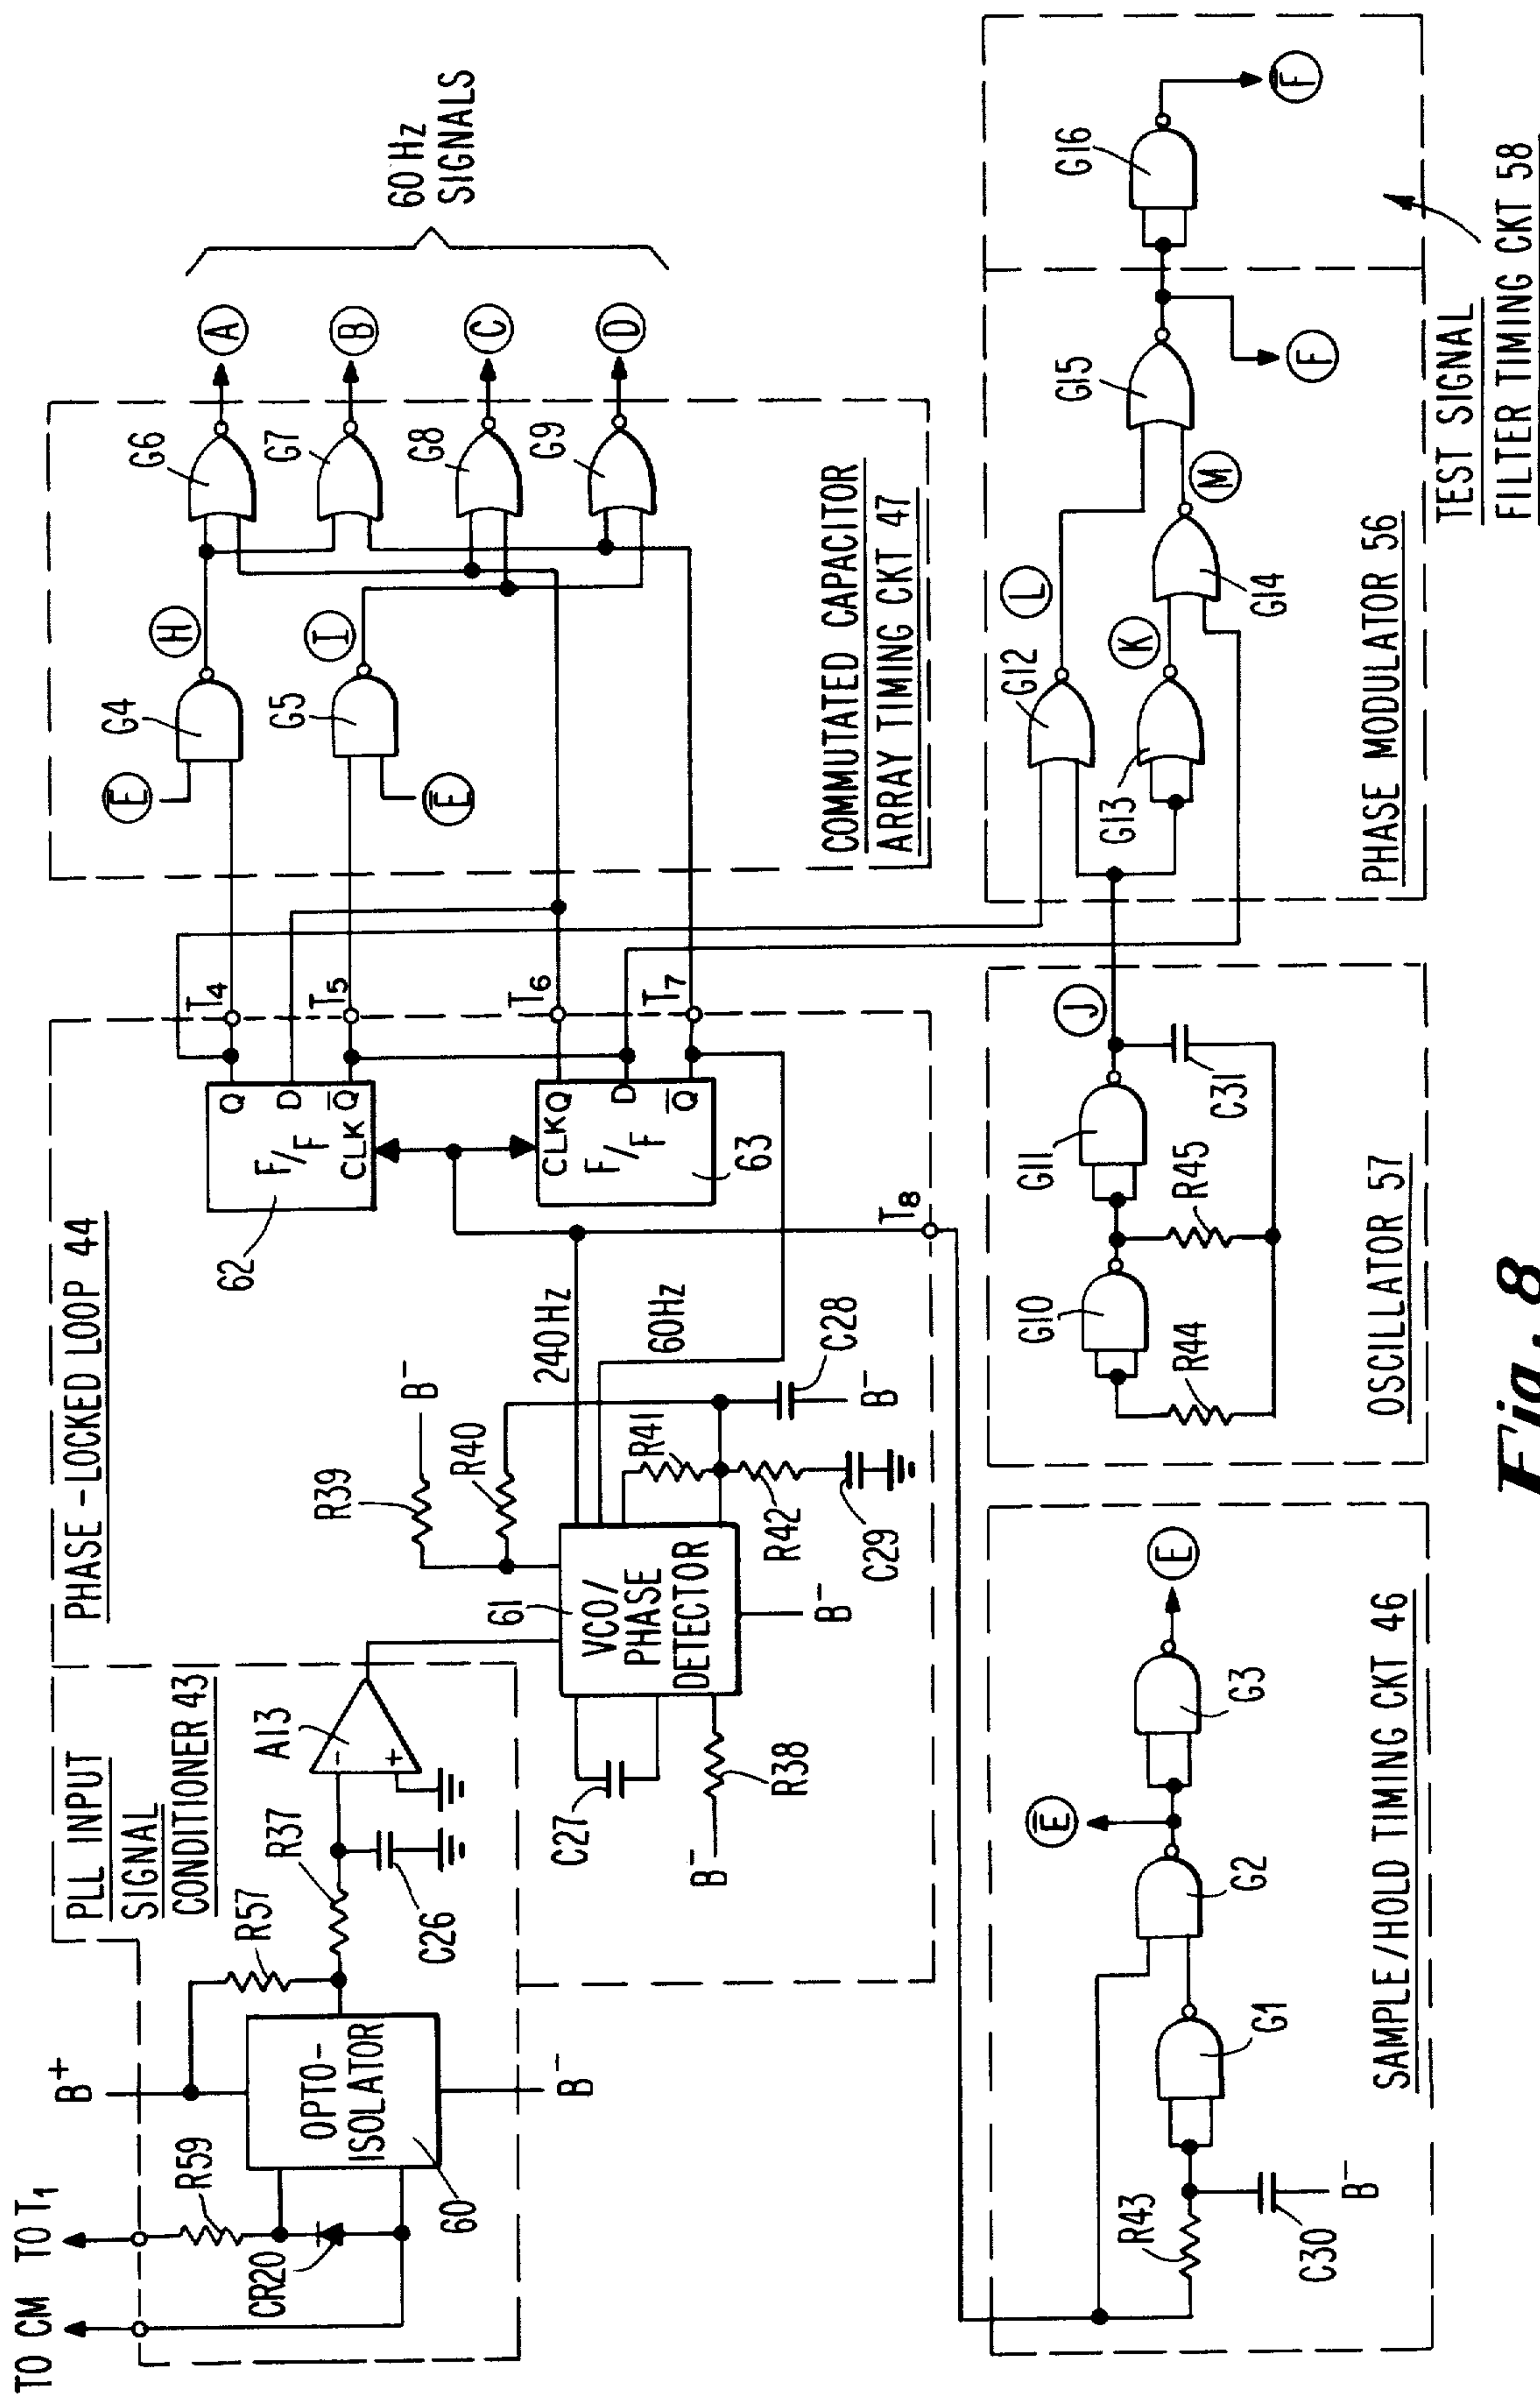 TO CM
TO T1
B+
R59
CR20
OPTO-
ISOLATOR
60
B-
R57
PLL INPUT
SIGNAL
CONDITIONER 43
R37
C26
A13
-
+
PHASE-LOCKED LOOP 44
R39
B-
R40
61
VCO/
PHASE
DETECTOR
C27
R38
B-
B-
R41
R42
C29
C28
B-
240Hz
60Hz
62
F/F
Q
D
Q̅
CLK
63
F/F
CLK
Q
D
Q̅
T4
T5
T6
T7
T8
E̅
G4
H
G5
E̅
I
G6
G7
G8
G9
COMMUTATED CAPACITOR
ARRAY TIMING CKT 47
A
B
C
D
60Hz
SIGNALS
R43
C30
B-
G1
G2
E̅
G3
E
SAMPLE/HOLD TIMING CKT 46
R44
G10
R45
G11
C31
J
OSCILLATOR 57
G12
G13
L
K
G14
M
G15
F
PHASE MODULATOR 56
G16
F̅
TEST SIGNAL
FILTER TIMING CKT 58
Fig. 8